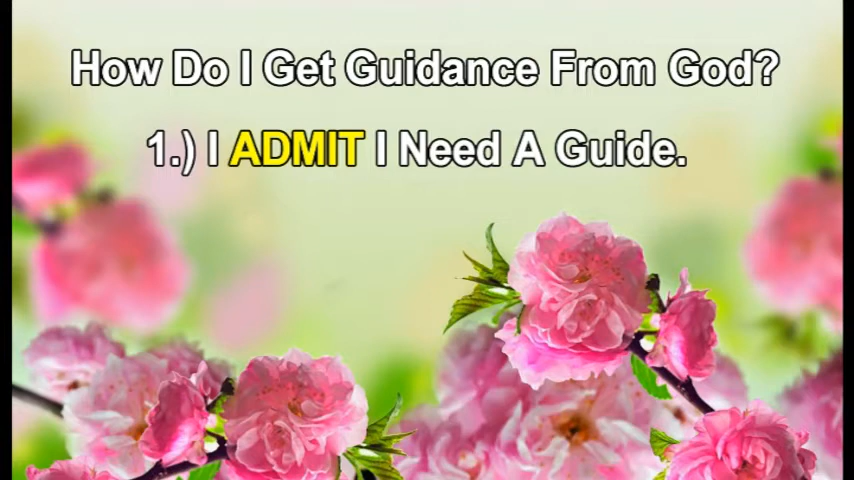 How Do I Get Guidance From God?
1.) I ADMIT I Need A Guide.